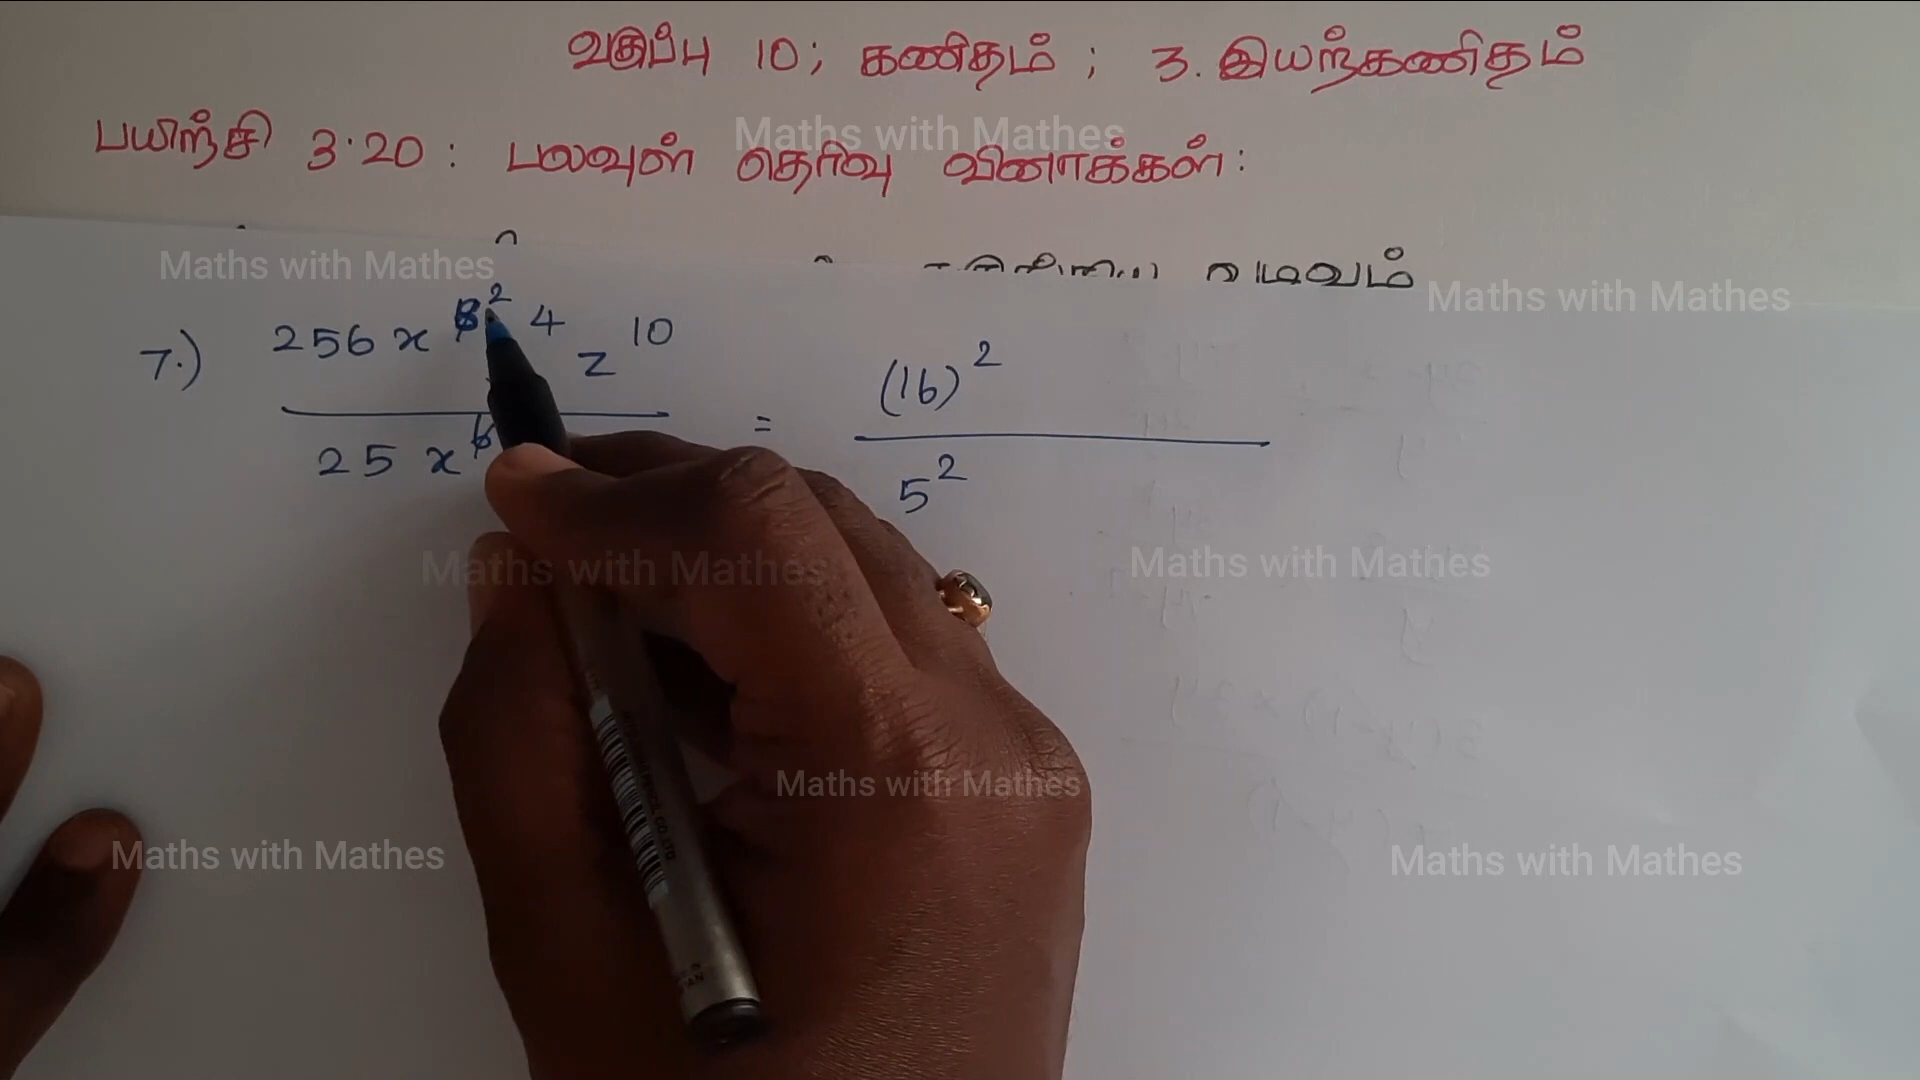 வகுப்பு 10; கணிதம் ; 3. இயற்கணிதம்
பயிற்சி 3.20 : பலவுள் தெரிவு வினாக்கள்:
வடிவம்
7.) 256 x 8 2 4 z 10 = (16) 2
25 x 6 5 2
Maths with Mathes
Maths with Mathes
Maths with Mathes
Maths with Mathes
Maths with Mathes
Maths with Mathes
Maths with Mathes
Maths with Mathes